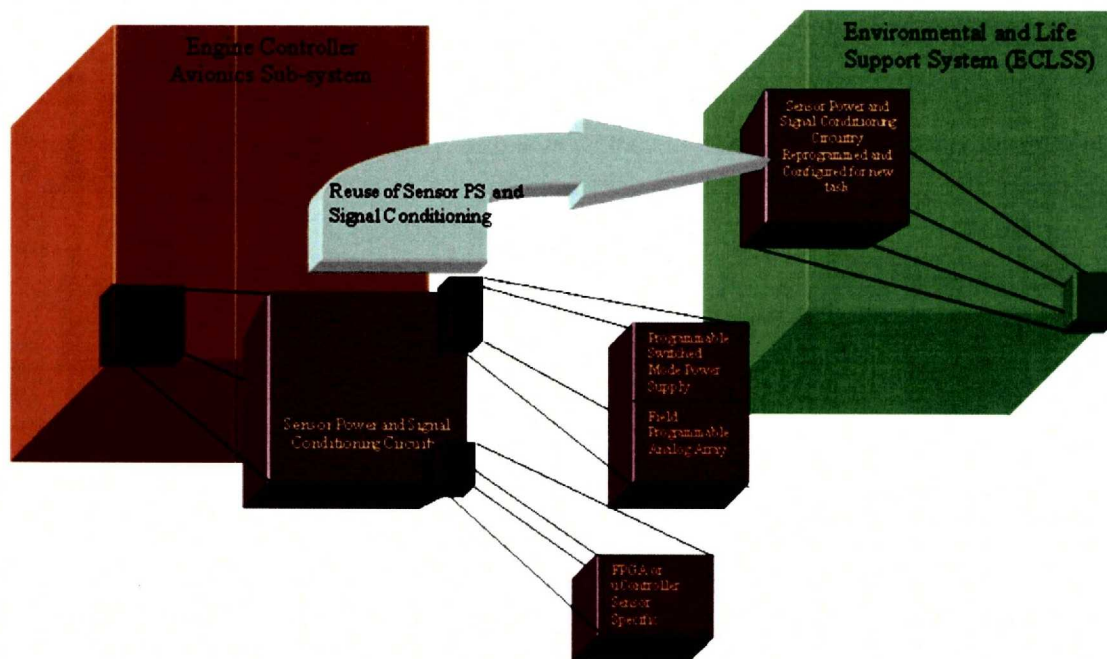 Engine Controller
Avionics Sub-system
Environmental and Life
Support System (ECLSS)
Sensor Power and
Signal Conditioning
Circuitry
Reprogrammed and
Configured for new
task
Reuse of Sensor PS and
Signal Conditioning
Programmable
Switched
Mode Power
Supply
Field
Programable
Analog Array
Sensor Power and Signal
Conditioning Circuitry
FPGA or
uController
Sensor
Specific